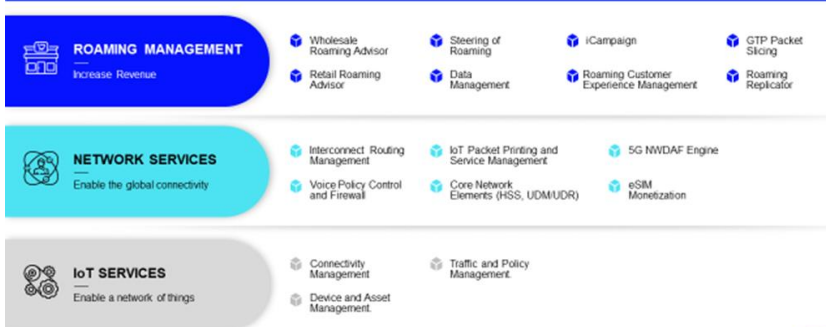 ROAMING MANAGEMENT
Increase Revenue
Wholesale
Roaming Advisor
Steering of
Roaming
iCampaign
GTP Packet
Slicing
Retail Roaming
Advisor
Data
Management
Roaming Customer
Experience Management
Roaming
Replicator
NETWORK SERVICES
Enable the global connectivity
Interconnect Routing
Management
IoT Packet Printing and
Service Management
5G NWDAF Engine
Voice Policy Control
and Firewall
Core Network
Elements (HSS, UDM/UDR)
eSIM
Monetization
IoT SERVICES
Enable a network of things
Connectivity
Management
Traffic and Policy
Management.
Device and Asset
Management.